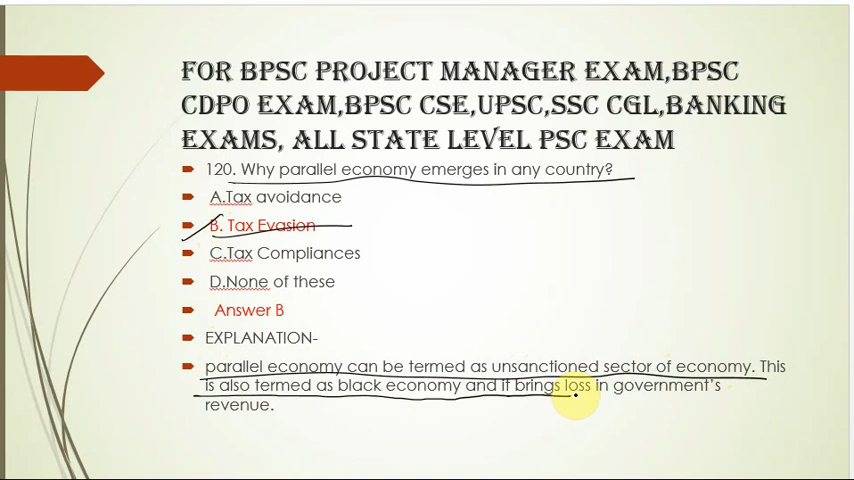 FOR BPSC PROJECT MANAGER EXAM,BPSC
CDPO EXAM,BPSC CSE,UPSC,SSC CGL,BANKING
EXAMS, ALL STATE LEVEL PSC EXAM
120. Why parallel economy emerges in any country?
A.Tax avoidance
B. Tax Evasion
C.Tax Compliances
D.None of these
Answer B
EXPLANATION-
parallel economy can be termed as unsanctioned sector of economy. This
is also termed as black economy and it brings loss in government's
revenue.